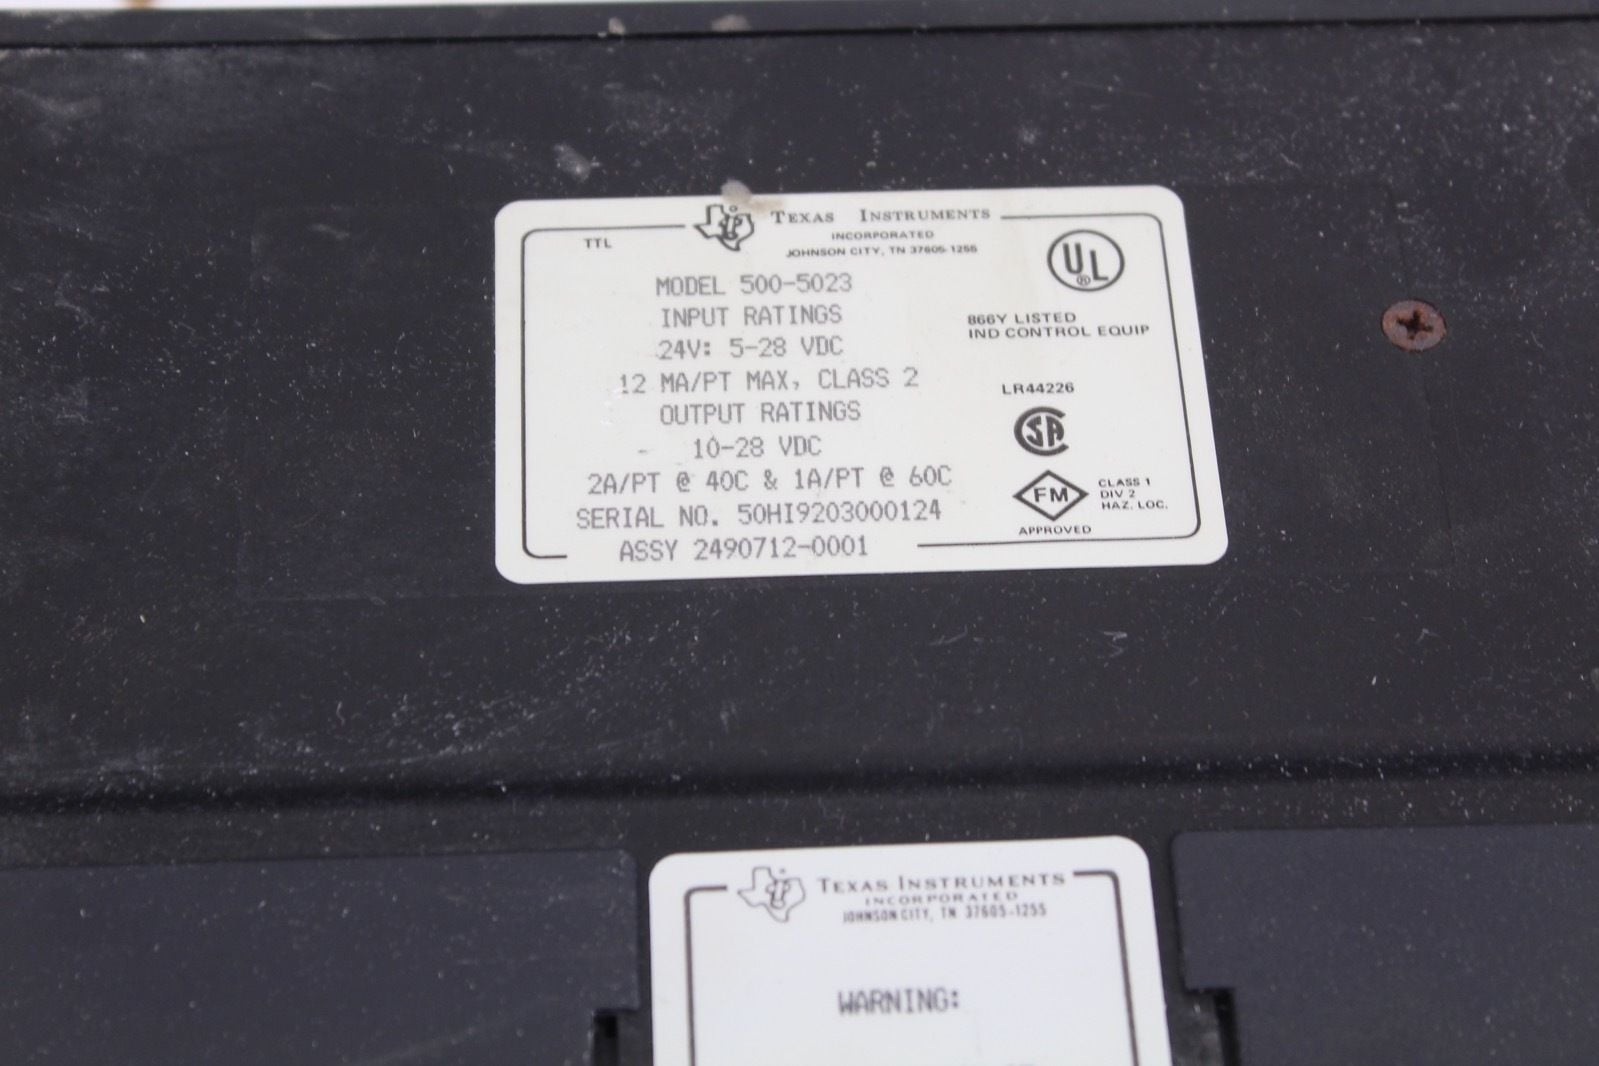 TTL
TEXAS INSTRUMENTS
INCORPORATED
JOHNSON CITY, TN 37605-1255
UL
®
MODEL 500-5023
INPUT RATINGS
24V: 5-28 VDC
12 MA/PT MAX, CLASS 2
OUTPUT RATINGS
10-28 VDC
2A/PT @ 40C & 1A/PT @ 60C
SERIAL NO. 50HI9203000124
ASSY 2490712-0001
866Y LISTED
IND CONTROL EQUIP
LR44226
SA
FM
APPROVED
CLASS 1
DIV 2
HAZ. LOC.
TEXAS INSTRUMENTS
INCORPORATED
JOHNSON CITY, TN 37605-1255
WARNING: